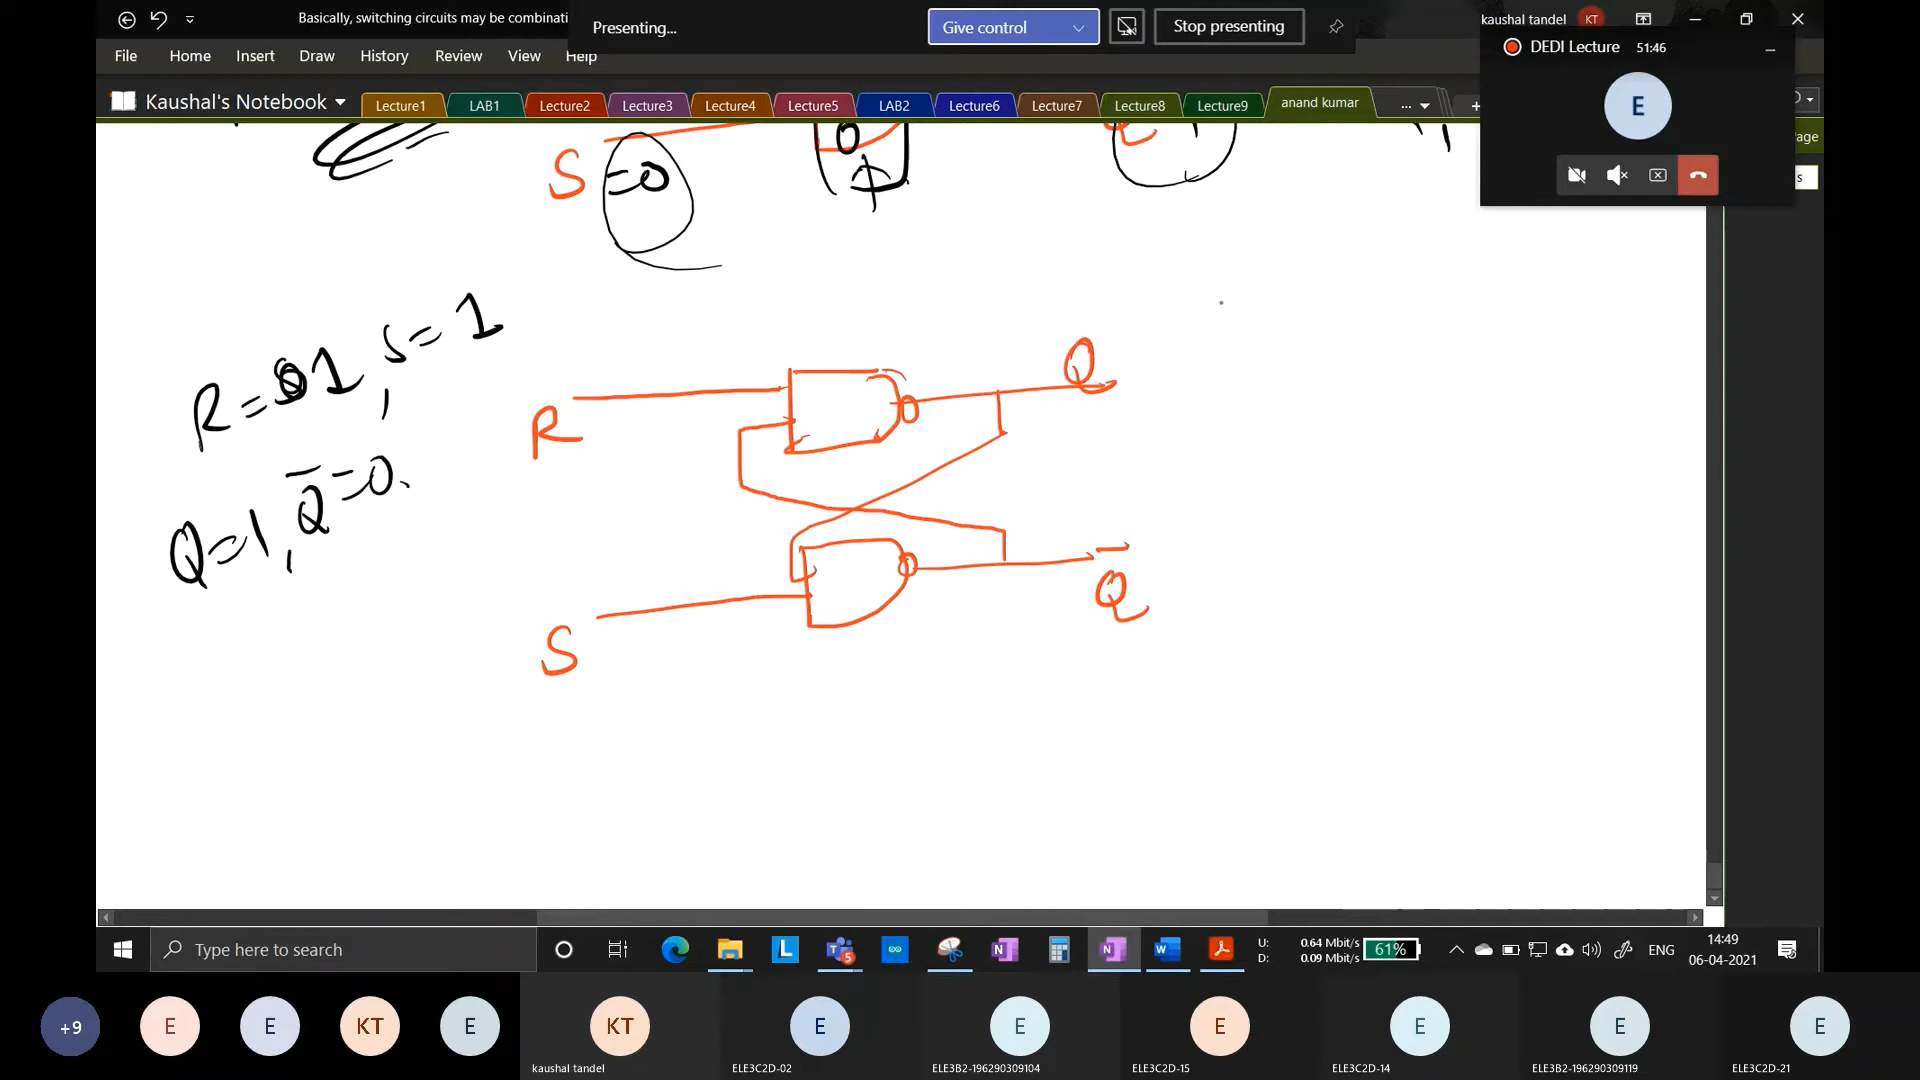 Basically, switching circuits may be combinati
Presenting...
Give control
Stop presenting
kaushal tandel
KT
DEDI Lecture 51:46
File Home Insert Draw History Review View Help
Kaushal's Notebook
Lecture1 LAB1 Lecture2 Lecture3 Lecture4 Lecture5 LAB2 Lecture6 Lecture7 Lecture8 Lecture9 anand kumar ... +
E
age
s
S =0
0
R= 1, S=1
Q
R
Q=1, Q̅=0.
Q̅
S
Type here to search
U: 0.64 Mbit/s
D: 0.09 Mbit/s
61%
ENG
14:49
06-04-2021
+9 E E KT E KT E E E E E E
kaushal tandel ELE3C2D-02 ELE3B2-196290309104 ELE3C2D-15 ELE3C2D-14 ELE3B2-196290309119 ELE3C2D-21